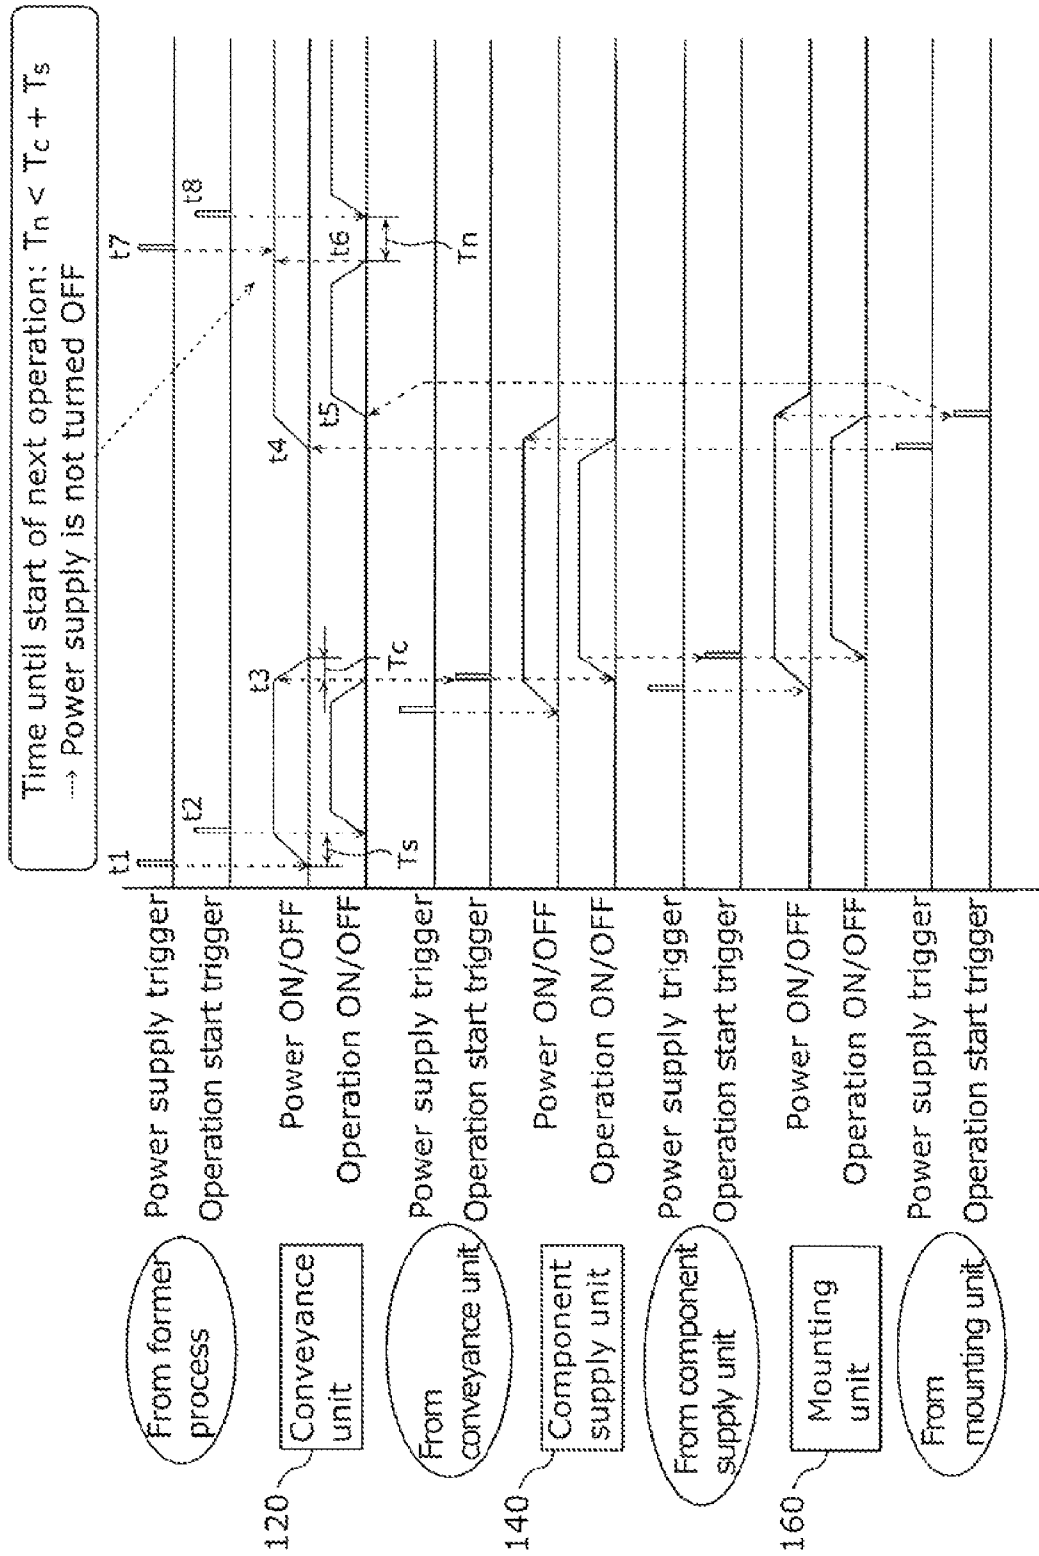 Time until start of next operation: Tn < Tc + Ts
→ Power supply is not turned OFF
From former
process
Power supply trigger
t1
t7
Operation start trigger
t2
t8
120
Conveyance
unit
Power ON/OFF
t3
t4
Operation ON/OFF
t5
t6
Ts
Tc
Tn
From
conveyance unit
Power supply trigger
Operation start trigger
140
Component
supply unit
Power ON/OFF
Operation ON/OFF
From component
supply unit
Power supply trigger
Operation start trigger
160
Mounting
unit
Power ON/OFF
Operation ON/OFF
From
mounting unit
Power supply trigger
Operation start trigger